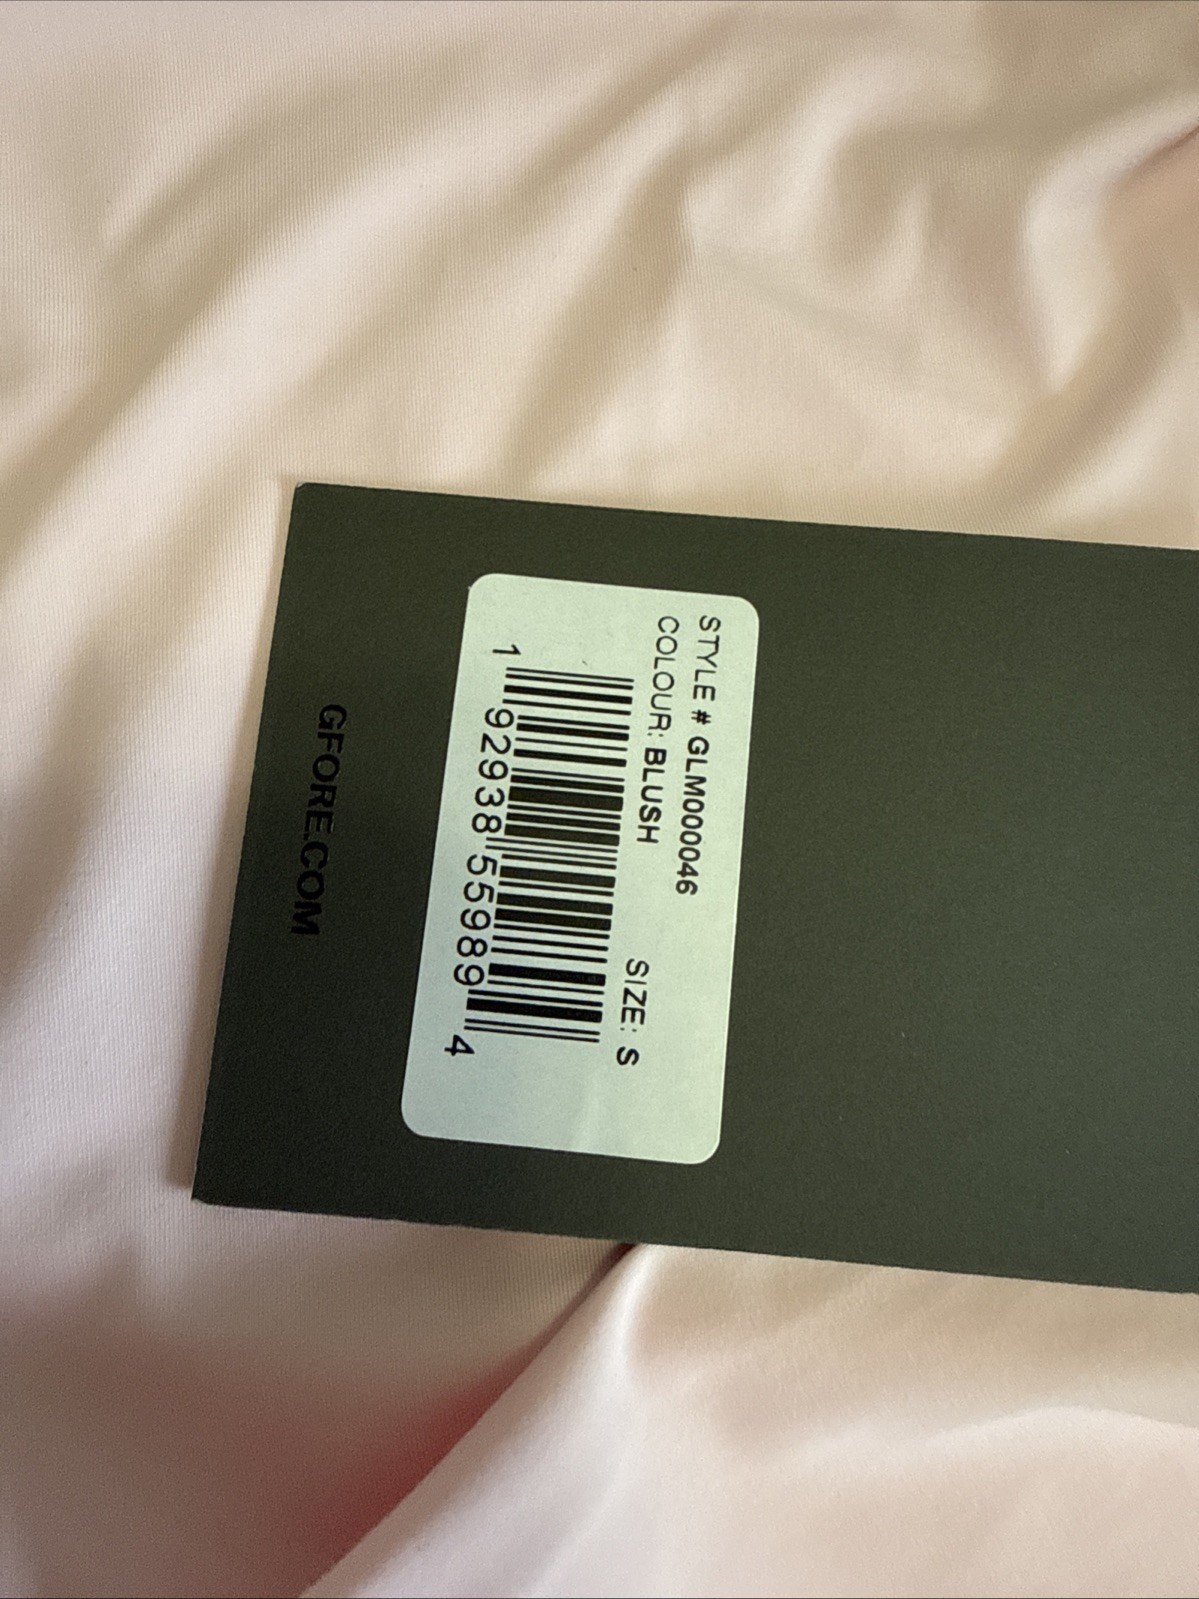 STYLE # GLM000046
COLOUR: BLUSH SIZE: S
1 92938 55989 4
GFORE.COM